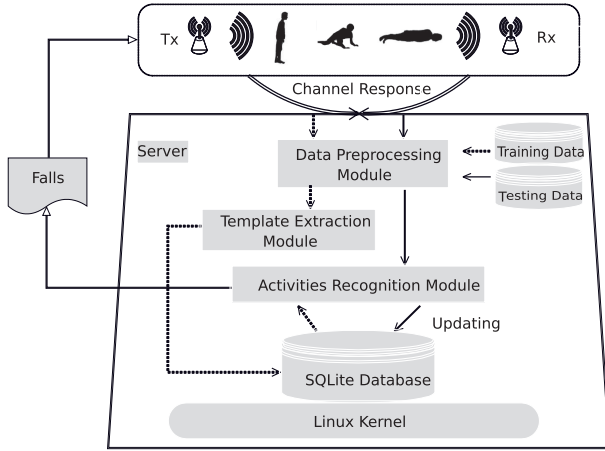 Tx
Rx
Channel Response
Server
Data Preprocessing
Module
Training Data
Testing Data
Falls
Template Extraction
Module
Activities Recognition Module
Updating
SQLite Database
Linux Kernel